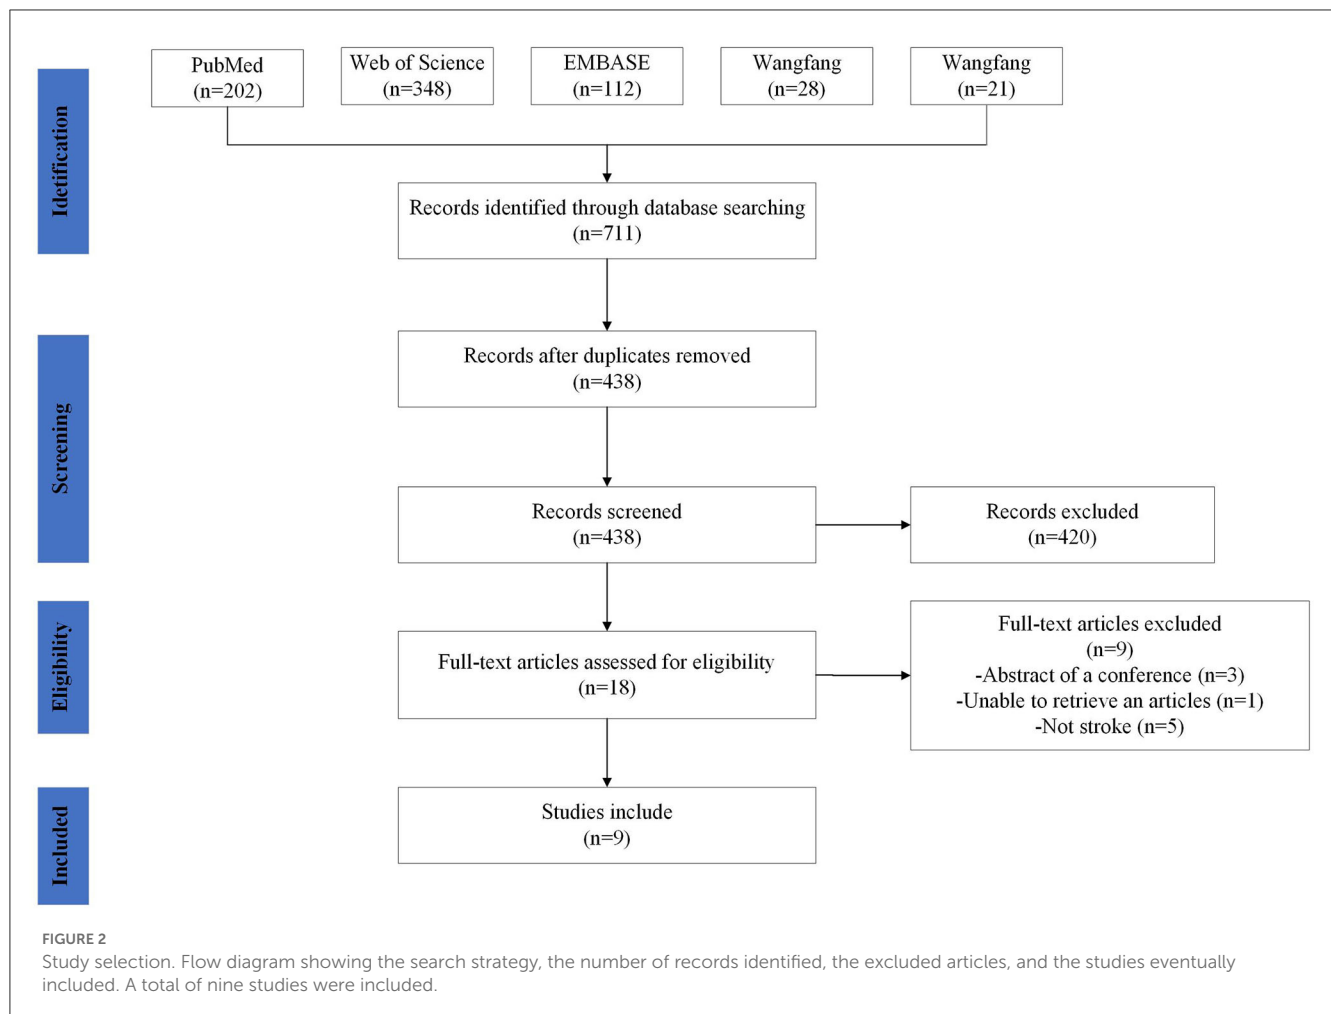 PubMed
(n=202)
Web of Science
(n=348)
EMBASE
(n=112)
Wangfang
(n=28)
Wangfang
(n=21)
Idetification
Records identified through database searching
(n=711)
Screening
Records after duplicates removed
(n=438)
Records screened
(n=438)
Records excluded
(n=420)
Eligibility
Full-text articles assessed for eligibility
(n=18)
Full-text articles excluded
(n=9)
-Abstract of a conference (n=3)
-Unable to retrieve an articles (n=1)
-Not stroke (n=5)
Included
Studies include
(n=9)
FIGURE 2
Study selection. Flow diagram showing the search strategy, the number of records identified, the excluded articles, and the studies eventually
included. A total of nine studies were included.